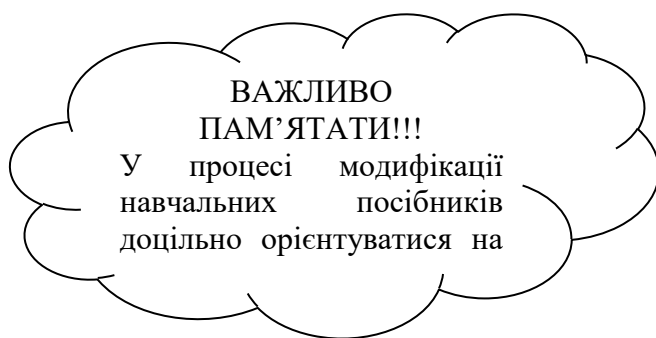 ВАЖЛИВО
ПАМ’ЯТАТИ!!!
У процесі модифікації
навчальних посібників
доцільно орієнтуватися на